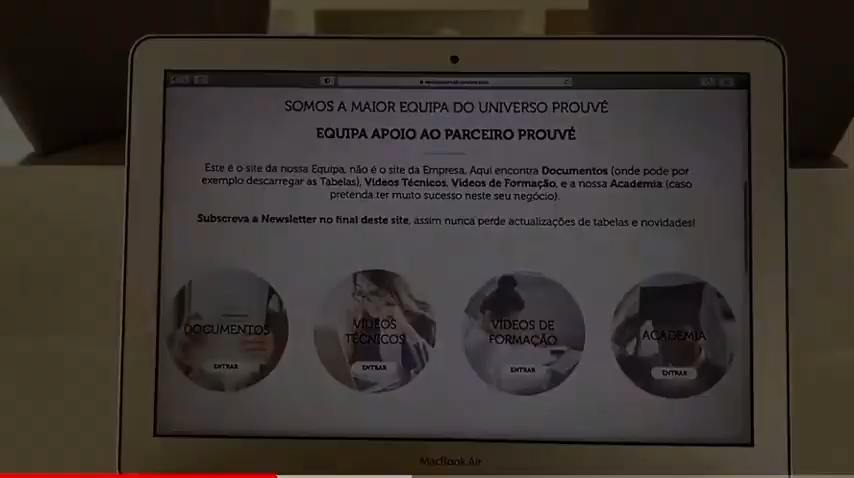 SOMOS A MAIOR EQUIPA DO UNIVERSO PROUVÉ
EQUIPA APOIO AO PARCEIRO PROUVÉ
Este é o site da nossa Equipa, não é o site da Empresa, Aqui encontra Documentos (onde pode por
exemplo descarregar as Tabelas), Vídeos Técnicos, Vídeos de Formação, e a nossa Academia (caso
pretenda ter muito sucesso neste seu negócio).
Subscreva a Newsletter no final deste site, assim nunca perde actualizações de tabelas e novidades!
DOCUMENTOS
ENTRAR
VÍDEOS
TÉCNICOS
ENTRAR
VÍDEOS DE
FORMAÇÃO
ENTRAR
ACADEMIA
ENTRAR
MacBook Air